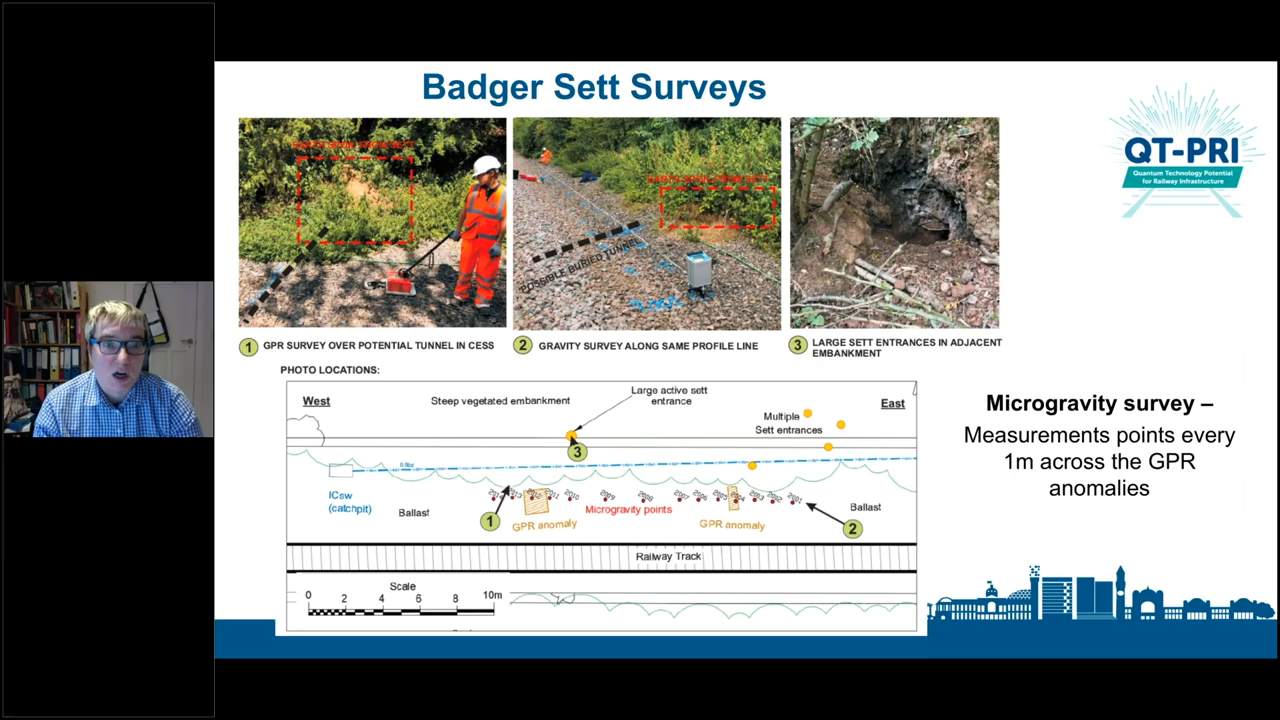 Badger Sett Surveys
QT-PRI
Quantum Technology Potential
for Railway Infrastructure
POSSIBLE BURIED TUNNEL
1 GPR SURVEY OVER POTENTIAL TUNNEL IN CESS
2 GRAVITY SURVEY ALONG SAME PROFILE LINE
3 LARGE SETT ENTRANCES IN ADJACENT
EMBANKMENT
PHOTO LOCATIONS:
West
Steep vegetated embankment
Large active sett
entrance
Multiple
Sett entrances
East
3
ICsw
(catchpit)
Ballast
1
GPR anomaly
Microgravity points
GPR anomaly
2
Ballast
Railway Track
Scale
0 2 4 6 8 10m
Microgravity survey –
Measurements points every
1m across the GPR
anomalies